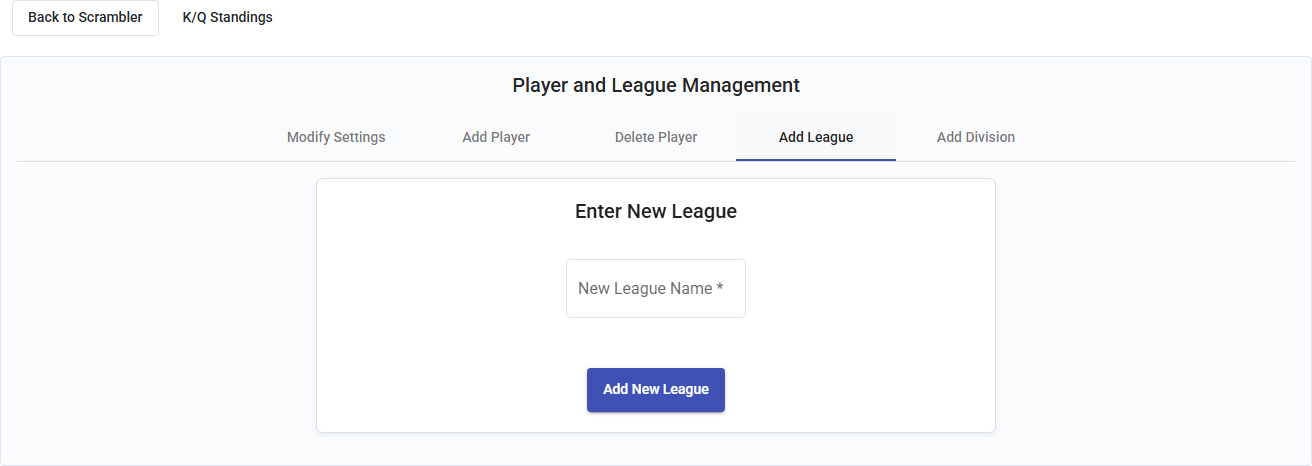 Back to Scrambler K/Q Standings
Player and League Management
Modify Settings Add Player Delete Player Add League Add Division
Enter New League
New League Name *
Add New League